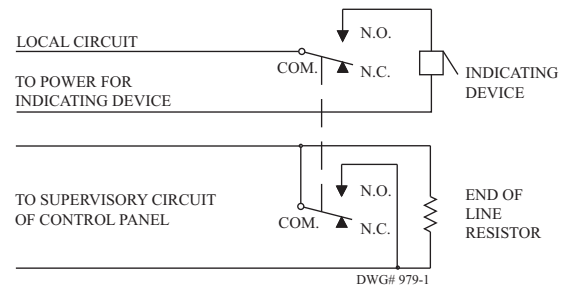 LOCAL CIRCUIT
TO POWER FOR
INDICATING DEVICE
COM.
N.O.
N.C.
INDICATING
DEVICE
TO SUPERVISORY CIRCUIT
OF CONTROL PANEL
COM.
N.O.
N.C.
END OF
LINE
RESISTOR
DWG# 979-1